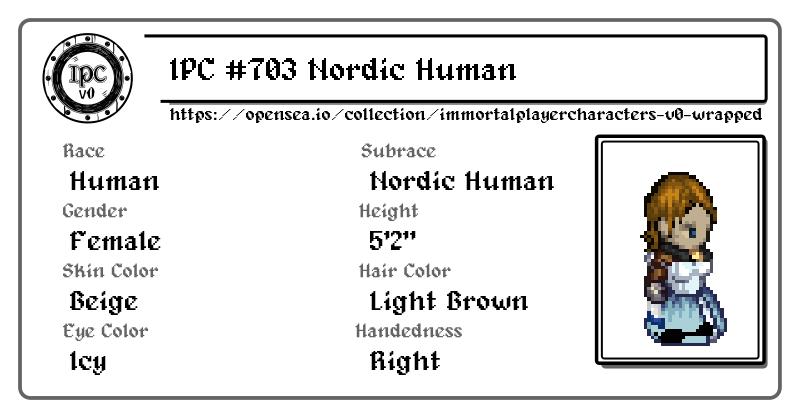 IPC
v0
IPC #703 Nordic Human
https://opensea.io/collection/immortalplayercharacters-v0-wrapped
Race
Human
Subrace
Nordic Human
Gender
Female
Height
5'2"
Skin Color
Beige
Hair Color
Light Brown
Eye Color
Icy
Handedness
Right